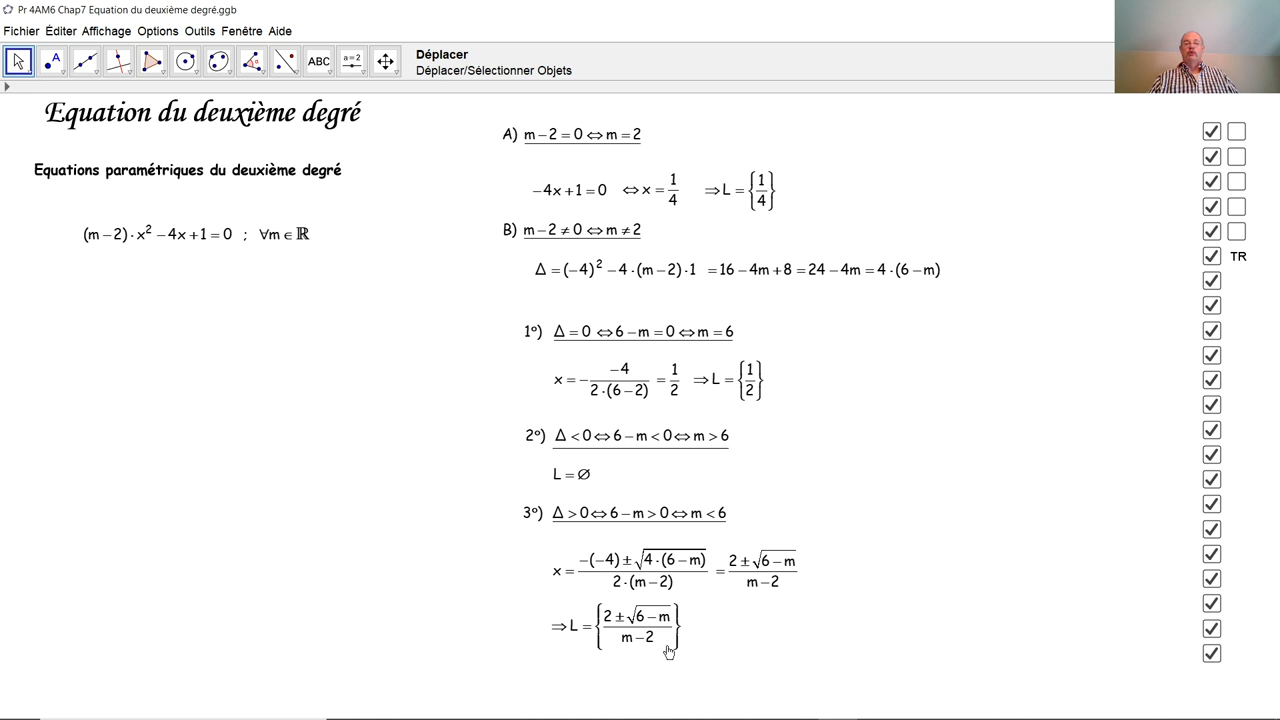 Pr 4AM6 Chap7 Equation du deuxième degré.ggb
Fichier Éditer Affichage Options Outils Fenêtre Aide
A ABC a=2 Déplacer
Déplacer/Sélectionner Objets
Equation du deuxième degré
Equations paramétriques du deuxième degré
(m−2)·x² −4x+1=0 ; ∀m∈ℝ
A) m−2=0⇔m=2
−4x+1=0 ⇔x=1/4 ⇒L={1/4}
B) m−2≠0⇔m≠2
Δ=(−4)²−4·(m−2)·1 =16−4m+8=24−4m=4·(6−m)
1°) Δ=0⇔6−m=0⇔m=6
x=−−4/(2·(6−2))=1/2 ⇒L={1/2}
2°) Δ<0⇔6−m<0⇔m>6
L=∅
3°) Δ>0⇔6−m>0⇔m<6
x=(−(−4)±√(4·(6−m)))/(2·(m−2))=(2±√(6−m))/(m−2)
⇒L={(2±√(6−m))/(m−2)}
TR